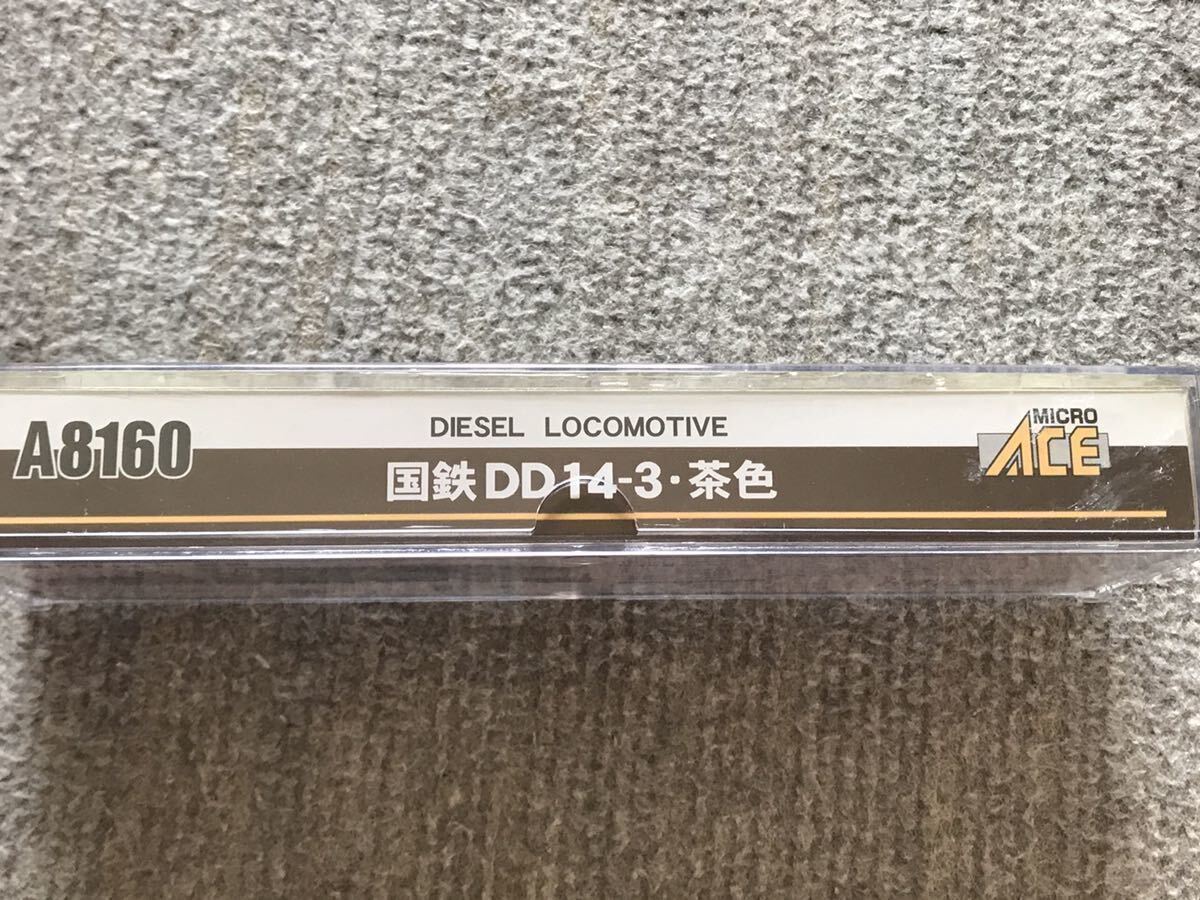 A8160
DIESEL LOCOMOTIVE
国鉄DD14-3・茶色
MICRO
ACE